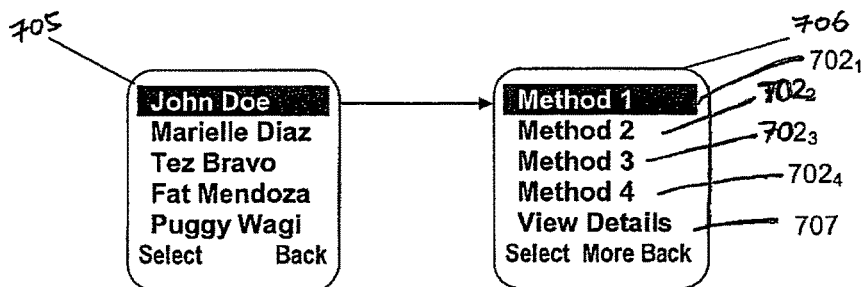 705
John Doe
Marielle Diaz
Tez Bravo
Fat Mendoza
Puggy Wagi
Select Back
706
Method 1
Method 2
Method 3
Method 4
View Details
Select More Back
702₁
702₂
702₃
702₄
707